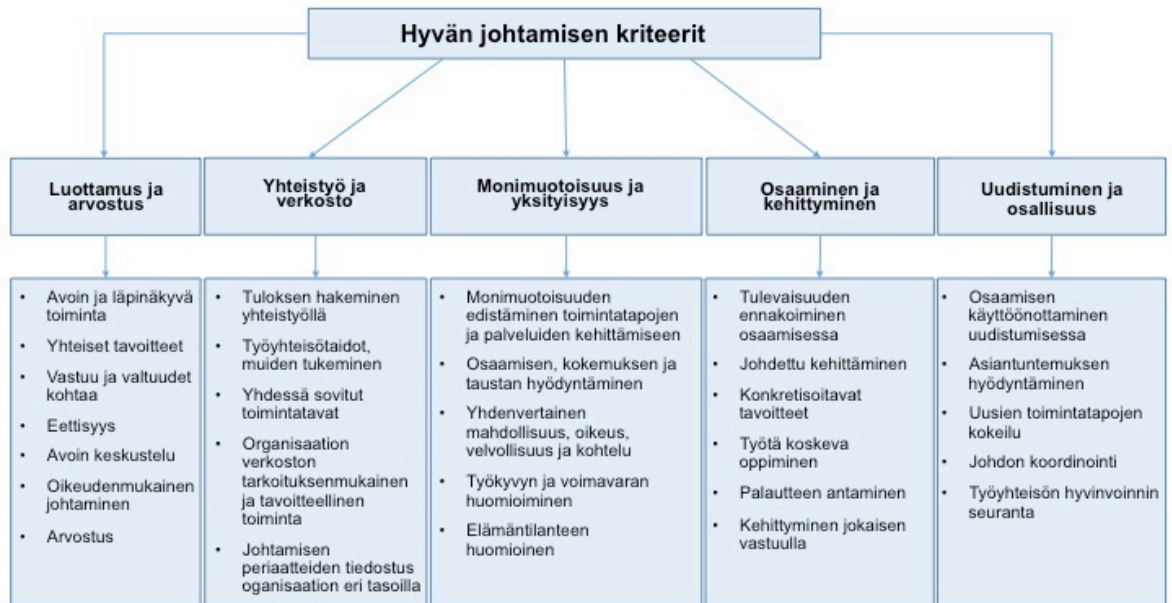 Hyvän johtamisen kriteerit
Luottamus ja
arvostus
Yhteistyö ja
verkosto
Monimuotoisuus ja
yksityisyys
Osaaminen ja
kehittyminen
Uudistuminen ja
osallisuus
• Avoin ja läpinäkyvä
toiminta
• Yhteiset tavoitteet
• Vastuu ja valtuudet
kohtaa
• Eettisyys
• Avoin keskustelu
• Oikeudenmukainen
johtaminen
• Arvostus
• Tuloksen hakeminen
yhteistyöllä
• Työyhteisötaidot,
muiden tukeminen
• Yhdessä sovitut
toimintatavat
• Organisaation
verkoston
tarkoituksenmukainen
ja tavoitteellinen
toiminta
• Johtamisen
periaatteiden tiedostus
oganisaation eri tasoilla
• Monimuotoisuuden
edistäminen toimintatapojen
ja palveluiden kehittämiseen
• Osaamisen, kokemuksen ja
taustan hyödyntäminen
• Yhdenvertainen
mahdollisuus, oikeus,
velvollisuus ja kohtelu
• Työkyvyn ja voimavaran
huomioiminen
• Elämäntilanteen
huomioinen
• Tulevaisuuden
ennakoiminen
osaamisessa
• Johdettu kehittäminen
• Konkretisoitavat
tavoitteet
• Työtä koskeva
oppiminen
• Palautteen antaminen
• Kehittyminen jokaisen
vastuulla
• Osaamisen
käyttöönottaminen
uudistumisessa
• Asiantuntemuksen
hyödyntäminen
• Uusien toimintatapojen
kokeilu
• Johdon koordinointi
• Työyhteisön hyvinvoinnin
seuranta